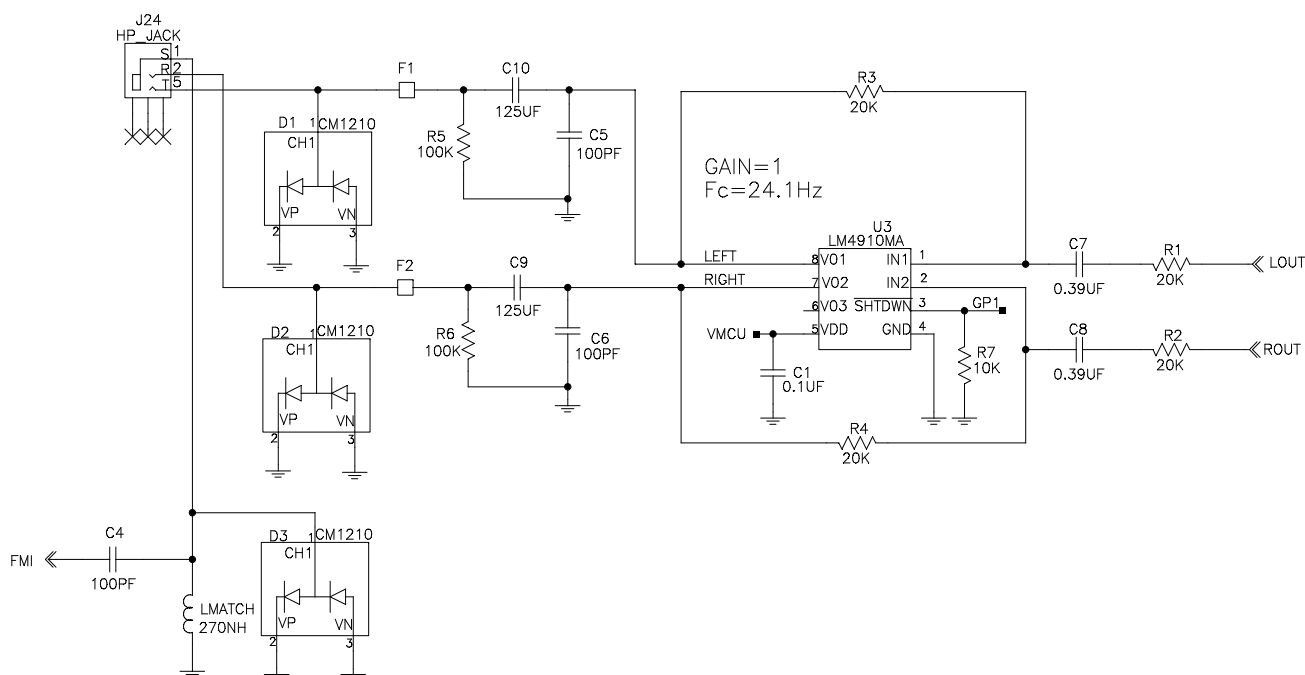 J24
HP_JACK
S 1
R 2
T 5
F1
C10
125UF
R3
20K
D1 1 CM1210
CH1
VP VN
2 3
R5
100K
C5
100PF
GAIN=1
Fc=24.1Hz
U3
LM4910MA
LEFT 8 VO1 IN1 1
RIGHT 7 VO2 IN2 2
6 VO3 SHTDWN 3 GP1
VMCU 5 VDD GND 4
C7
0.39UF
R1
20K
LOUT
F2
C9
125UF
D2 1 CM1210
CH1
VP VN
2 3
R6
100K
C6
100PF
C1
0.1UF
R7
10K
C8
0.39UF
R2
20K
ROUT
R4
20K
C4
100PF
FMI
D3 1 CM1210
CH1
VP VN
2 3
LMATCH
270NH